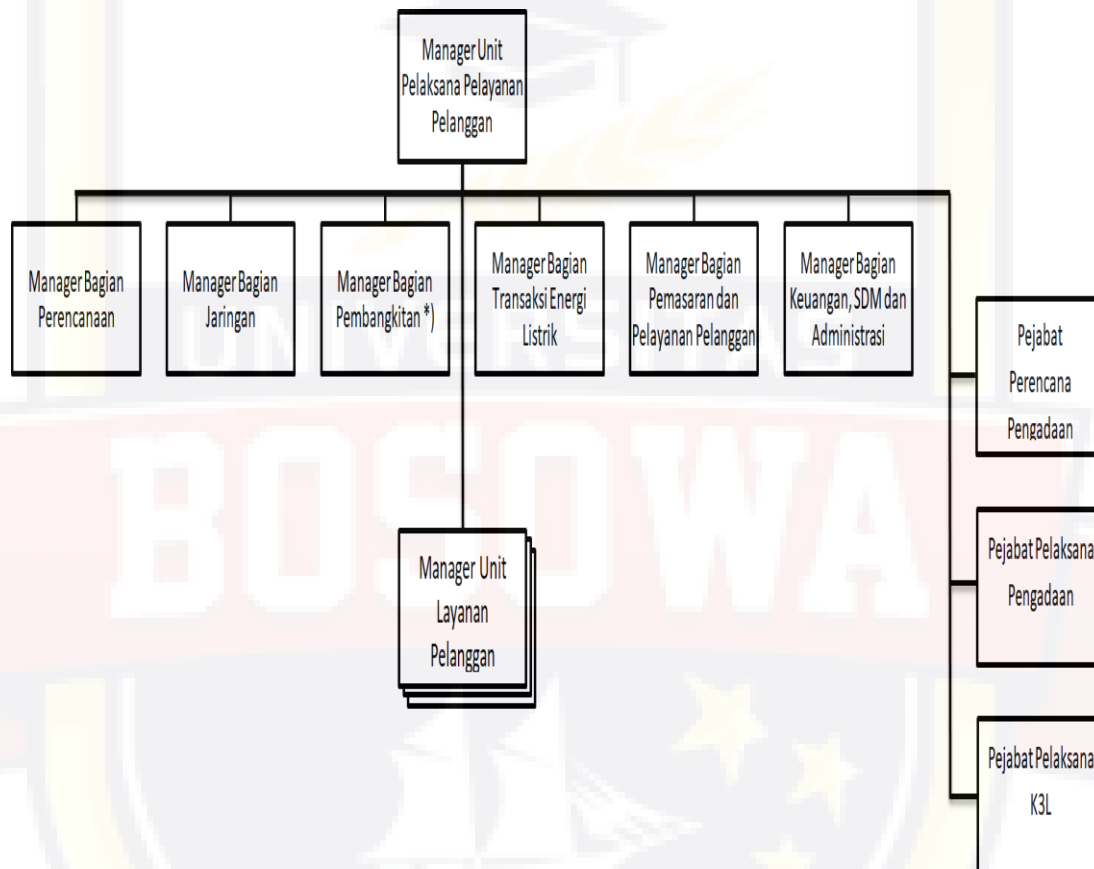 Manager Unit
Pelaksana Pelayanan
Pelanggan
Manager Bagian
Perencanaan
Manager Bagian
Jaringan
Manager Bagian
Pembangkitan *)
Manager Bagian
Transaksi Energi
Listrik
Manager Bagian
Pemasaran dan
Pelayanan Pelanggan
Manager Bagian
Keuangan, SDM dan
Administrasi
Pejabat
Perencana
Pengadaan
Pejabat Pelaksana
Pengadaan
Pejabat Pelaksana
K3L
Manager Unit
Layanan
Pelanggan
UNIVERSITAS
BOSOWA